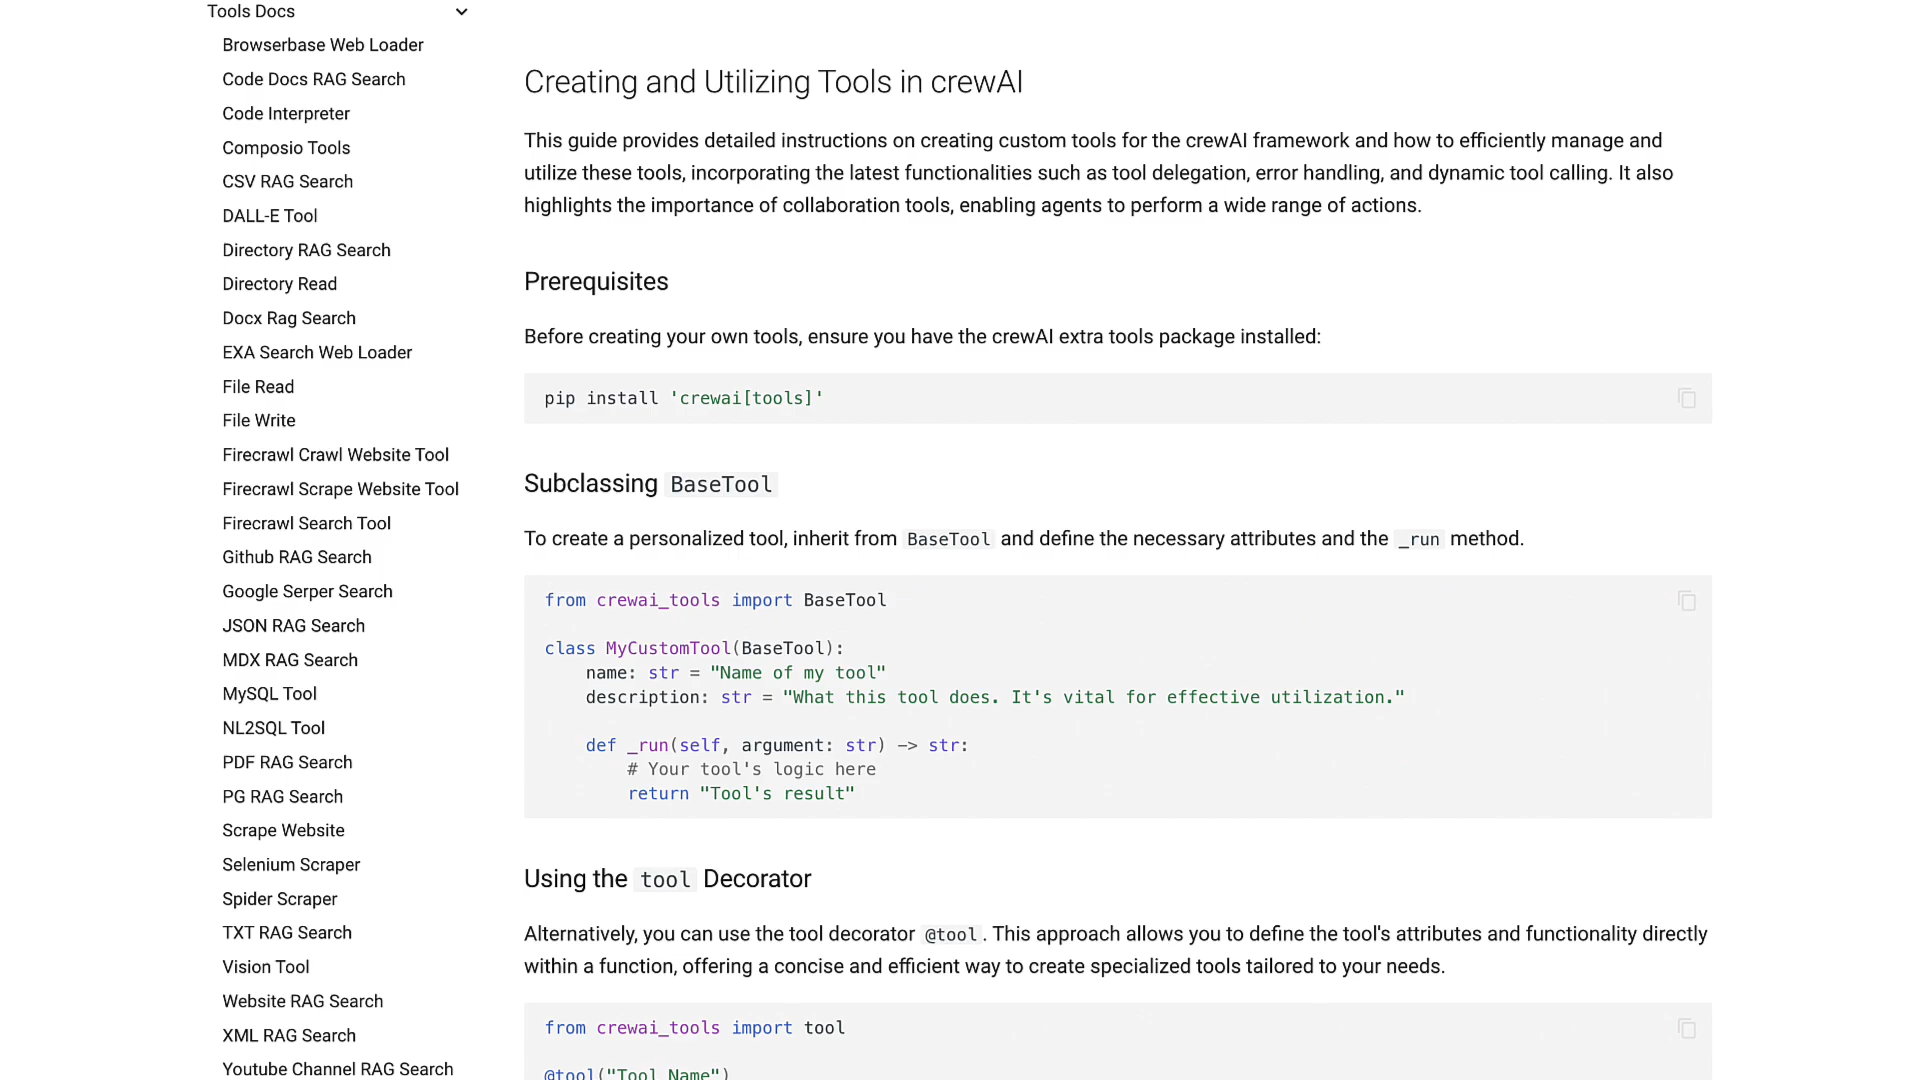 Tools Docs
Browserbase Web Loader
Code Docs RAG Search
Code Interpreter
Composio Tools
CSV RAG Search
DALL-E Tool
Directory RAG Search
Directory Read
Docx Rag Search
EXA Search Web Loader
File Read
File Write
Firecrawl Crawl Website Tool
Firecrawl Scrape Website Tool
Firecrawl Search Tool
Github RAG Search
Google Serper Search
JSON RAG Search
MDX RAG Search
MySQL Tool
NL2SQL Tool
PDF RAG Search
PG RAG Search
Scrape Website
Selenium Scraper
Spider Scraper
TXT RAG Search
Vision Tool
Website RAG Search
XML RAG Search
Youtube Channel RAG Search
Creating and Utilizing Tools in crewAI
This guide provides detailed instructions on creating custom tools for the crewAI framework and how to efficiently manage and
utilize these tools, incorporating the latest functionalities such as tool delegation, error handling, and dynamic tool calling. It also
highlights the importance of collaboration tools, enabling agents to perform a wide range of actions.
Prerequisites
Before creating your own tools, ensure you have the crewAI extra tools package installed:
pip install 'crewai[tools]'
Subclassing BaseTool
To create a personalized tool, inherit from BaseTool and define the necessary attributes and the _run method.
from crewai_tools import BaseTool
class MyCustomTool(BaseTool):
    name: str = "Name of my tool"
    description: str = "What this tool does. It's vital for effective utilization."
    def _run(self, argument: str) -> str:
        # Your tool's logic here
        return "Tool's result"
Using the tool Decorator
Alternatively, you can use the tool decorator @tool. This approach allows you to define the tool's attributes and functionality directly
within a function, offering a concise and efficient way to create specialized tools tailored to your needs.
from crewai_tools import tool
@tool("Tool Name")